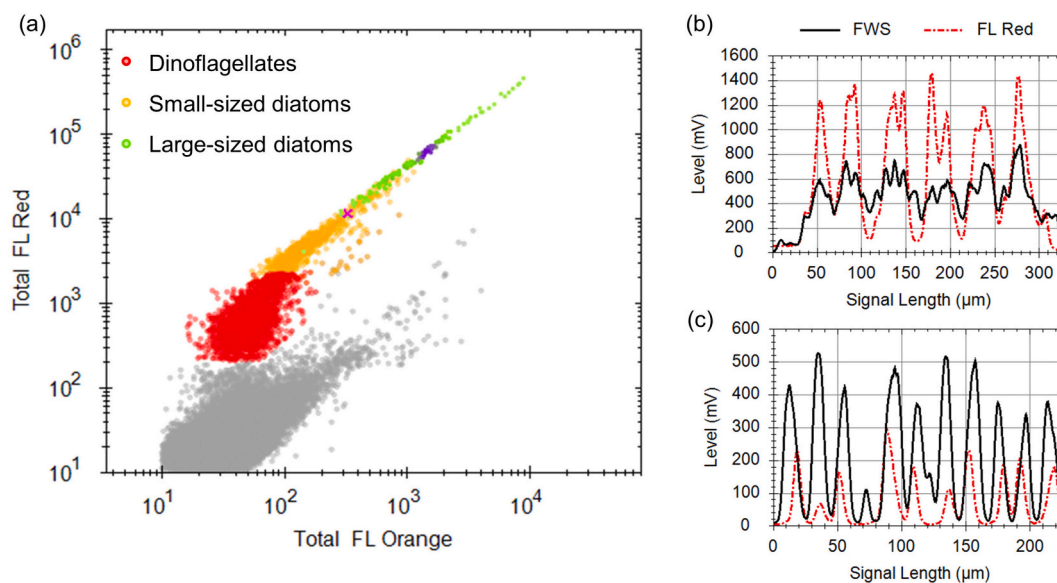 (a)
10^6
10^5
10^4
10^3
10^2
10^1
Total FL Red
Dinoflagellates
Small-sized diatoms
Large-sized diatoms
10^1 10^2 10^3 10^4
Total FL Orange
(b)
FWS FL Red
1600
1400
1200
1000
800
600
400
200
0
Level (mV)
0 50 100 150 200 250 300
Signal Length (µm)
(c)
600
500
400
300
200
100
0
Level (mV)
0 50 100 150 200
Signal Length (µm)